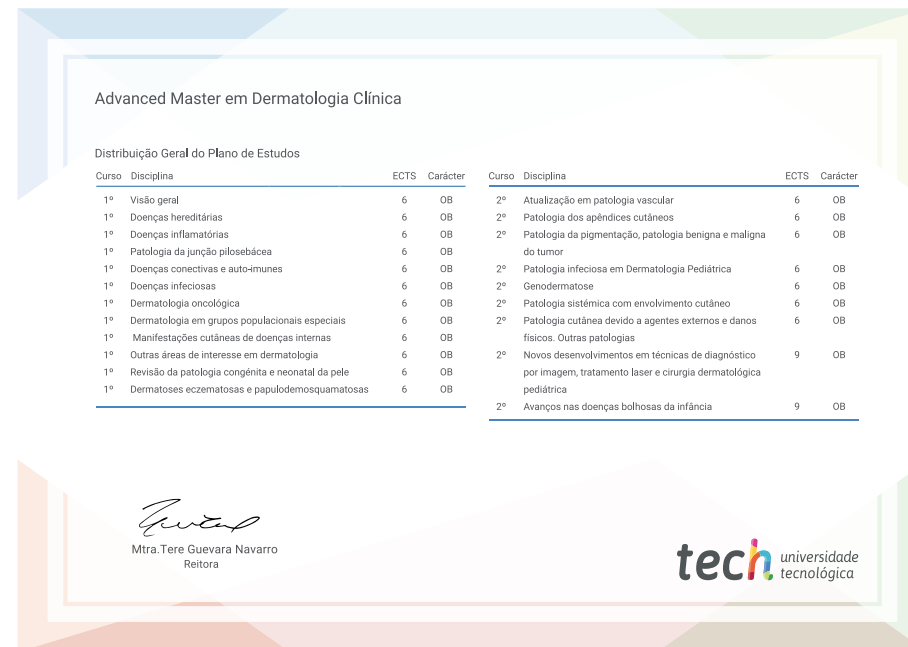 Advanced Master em Dermatologia Clínica
Distribuição Geral do Plano de Estudos
Curso Disciplina ECTS Carácter
1º Visão geral 6 OB
1º Doenças hereditárias 6 OB
1º Doenças inflamatórias 6 OB
1º Patologia da junção pilosebácea 6 OB
1º Doenças conectivas e auto-imunes 6 OB
1º Doenças infeciosas 6 OB
1º Dermatologia oncológica 6 OB
1º Dermatologia em grupos populacionais especiais 6 OB
1º Manifestações cutâneas de doenças internas 6 OB
1º Outras áreas de interesse em dermatologia 6 OB
1º Revisão da patologia congénita e neonatal da pele 6 OB
1º Dermatoses eczematosas e papulodemosquamatosas 6 OB
Curso Disciplina ECTS Carácter
2º Atualização em patologia vascular 6 OB
2º Patologia dos apêndices cutâneos 6 OB
2º Patologia da pigmentação, patologia benigna e maligna 6 OB
do tumor
2º Patologia infeciosa em Dermatologia Pediátrica 6 OB
2º Genodermatose 6 OB
2º Patologia sistémica com envolvimento cutâneo 6 OB
2º Patologia cutânea devido a agentes externos e danos 6 OB
físicos. Outras patologias
2º Novos desenvolvimentos em técnicas de diagnóstico 9 OB
por imagem, tratamento laser e cirurgia dermatológica
pediátrica
2º Avanços nas doenças bolhosas da infância 9 OB
Mtra.Tere Guevara Navarro
Reitora
tech universidade
tecnológica